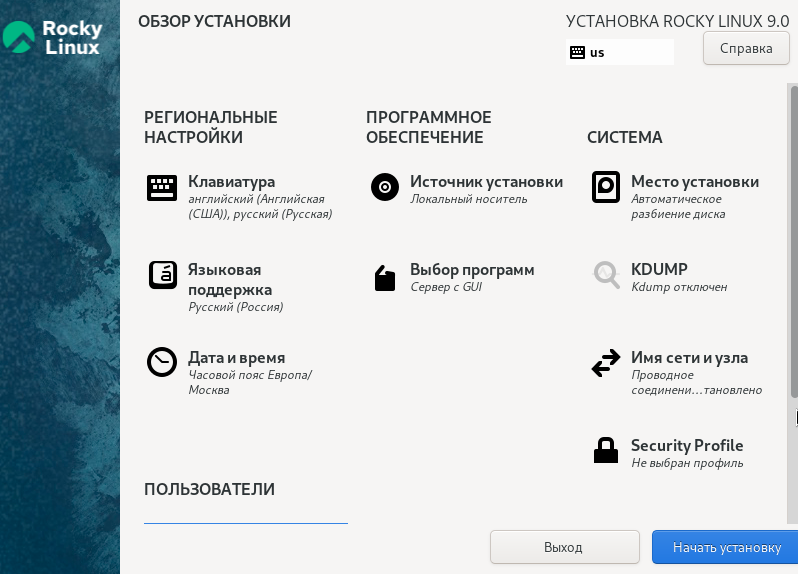 Rocky
Linux
ОБЗОР УСТАНОВКИ
УСТАНОВКА ROCKY LINUX 9.0
us
Справка
РЕГИОНАЛЬНЫЕ
НАСТРОЙКИ
Клавиатура
английский (Английская
(США)), русский (Русская)
Языковая
поддержка
Русский (Россия)
Дата и время
Часовой пояс Европа/
Москва
ПРОГРАММНОЕ
ОБЕСПЕЧЕНИЕ
Источник установки
Локальный носитель
Выбор программ
Сервер с GUI
СИСТЕМА
Место установки
Автоматическое
разбиение диска
KDUMP
Kdump отключен
Имя сети и узла
Проводное
соединени...тановлено
Security Profile
Не выбран профиль
ПОЛЬЗОВАТЕЛИ
Выход
Начать установку